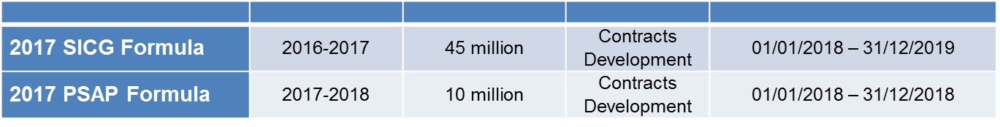 2017 SICG Formula
2016-2017
45 million
Contracts
Development
01/01/2018 – 31/12/2019
2017 PSAP Formula
2017-2018
10 million
Contracts
Development
01/01/2018 – 31/12/2018